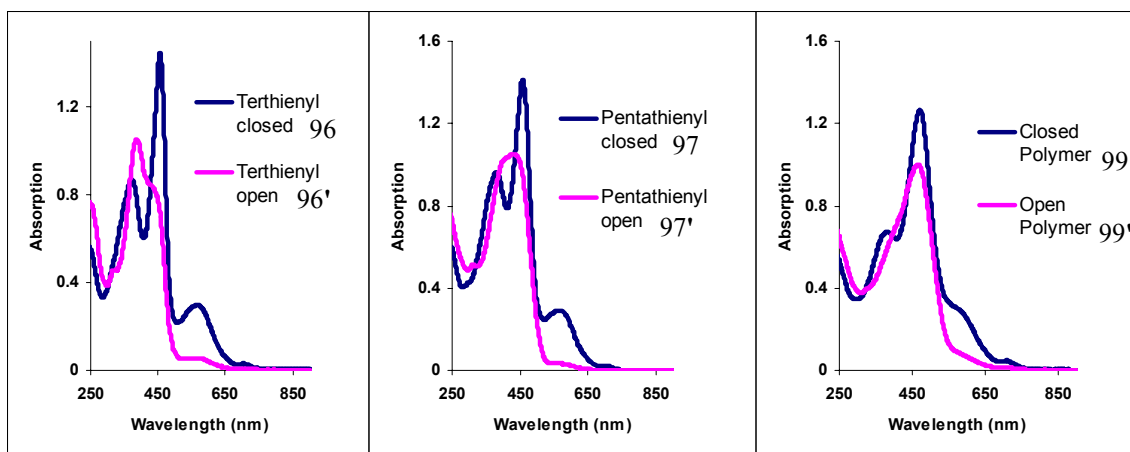 1.2
0.8
0.4
0
Absorption
Terthienyl
closed 96
Terthienyl
open 96'
250 450 650 850
Wavelength (nm)
1.6
1.2
0.8
0.4
0
Absorption
Pentathienyl
closed 97
Pentathienyl
open 97'
250 450 650 850
Wavelength (nm)
1.6
1.2
0.8
0.4
0
Absorption
Closed
Polymer 99
Open
Polymer 99'
250 450 650 850
Wavelength (nm)